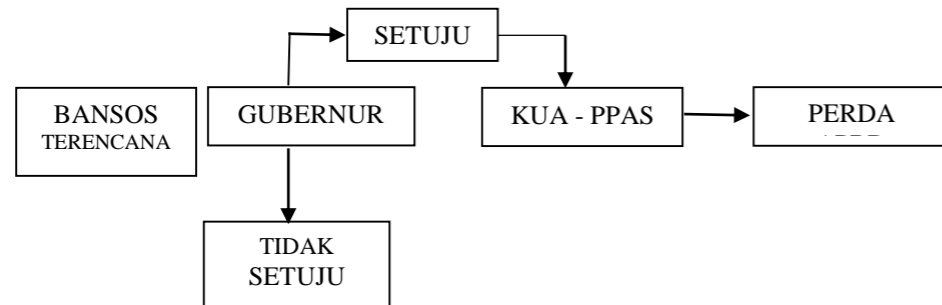 SETUJU
BANSOS
TERENCANA
GUBERNUR
KUA - PPAS
PERDA
TIDAK
SETUJU